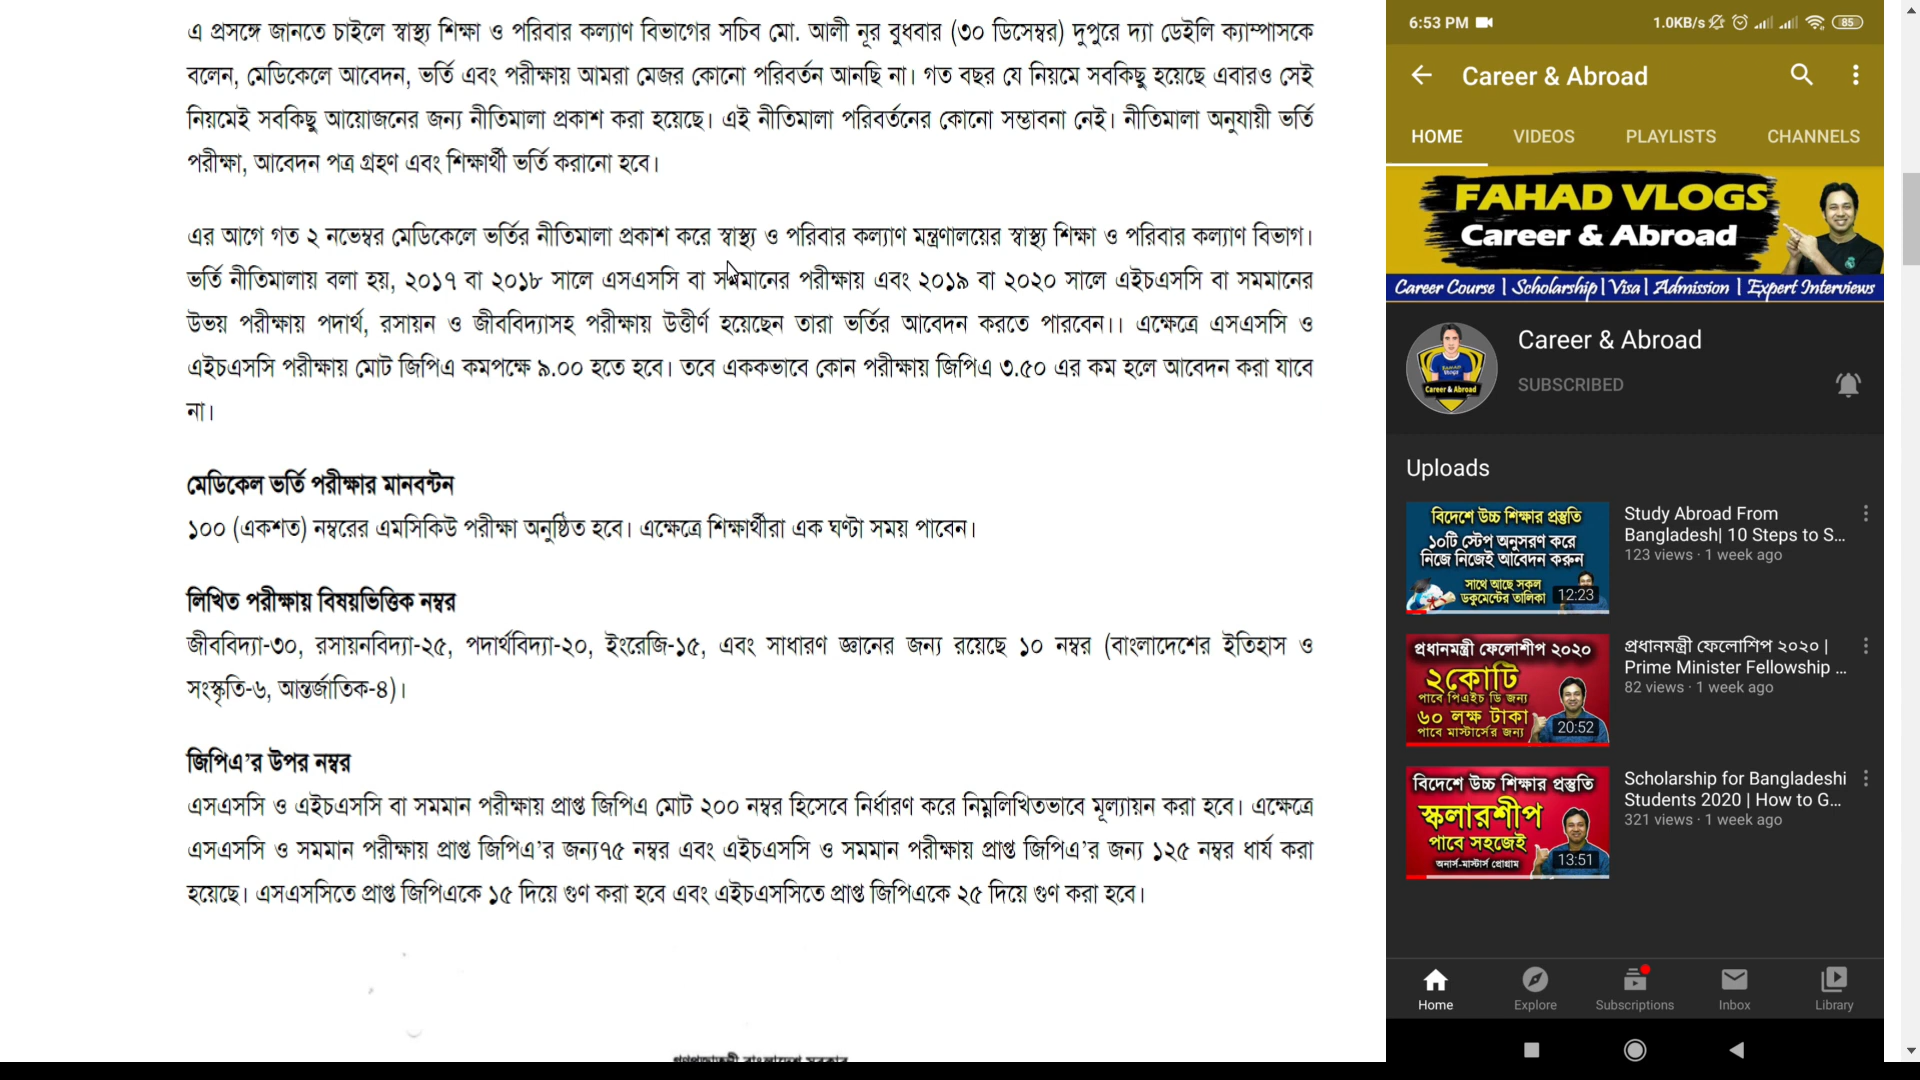 এ প্রসঙ্গে জানতে চাইলে স্বাস্থ্য শিক্ষা ও পরিবার কল্যাণ বিভাগের সচিব মো. আলী নূর বুধবার (৩০ ডিসেম্বর) দুপুরে দ্যা ডেইলি ক্যাম্পাসকে
বলেন, মেডিকেলে আবেদন, ভর্তি এবং পরীক্ষায় আমরা মেজর কোনো পরিবর্তন আনছি না। গত বছর যে নিয়মে সবকিছু হয়েছে এবারও সেই
নিয়মেই সবকিছু আয়োজনের জন্য নীতিমালা প্রকাশ করা হয়েছে। এই নীতিমালা পরিবর্তনের কোনো সম্ভাবনা নেই। নীতিমালা অনুযায়ী ভর্তি
পরীক্ষা, আবেদন পত্র গ্রহণ এবং শিক্ষার্থী ভর্তি করানো হবে।
এর আগে গত ২ নভেম্বর মেডিকেলে ভর্তির নীতিমালা প্রকাশ করে স্বাস্থ্য ও পরিবার কল্যাণ মন্ত্রণালয়ের স্বাস্থ্য শিক্ষা ও পরিবার কল্যাণ বিভাগ।
ভর্তি নীতিমালায় বলা হয়, ২০১৭ বা ২০১৮ সালে এসএসসি বা সমমানের পরীক্ষায় এবং ২০১৯ বা ২০২০ সালে এইচএসসি বা সমমানের
উভয় পরীক্ষায় পদার্থ, রসায়ন ও জীববিদ্যাসহ পরীক্ষায় উত্তীর্ণ হয়েছেন তারা ভর্তির আবেদন করতে পারবেন।। এক্ষেত্রে এসএসসি ও
এইচএসসি পরীক্ষায় মোট জিপিএ কমপক্ষে ৯.০০ হতে হবে। তবে এককভাবে কোন পরীক্ষায় জিপিএ ৩.৫০ এর কম হলে আবেদন করা যাবে
না।
মেডিকেল ভর্তি পরীক্ষার মানবন্টন
১০০ (একশত) নম্বরের এমসিকিউ পরীক্ষা অনুষ্ঠিত হবে। এক্ষেত্রে শিক্ষার্থীরা এক ঘণ্টা সময় পাবেন।
লিখিত পরীক্ষায় বিষয়ভিত্তিক নম্বর
জীববিদ্যা-৩০, রসায়নবিদ্যা-২৫, পদার্থবিদ্যা-২০, ইংরেজি-১৫, এবং সাধারণ জ্ঞানের জন্য রয়েছে ১০ নম্বর (বাংলাদেশের ইতিহাস ও
সংস্কৃতি-৬, আন্তর্জাতিক-৪)।
জিপিএ'র উপর নম্বর
এসএসসি ও এইচএসসি বা সমমান পরীক্ষায় প্রাপ্ত জিপিএ মোট ২০০ নম্বর হিসেবে নির্ধারণ করে নিম্নলিখিতভাবে মূল্যায়ন করা হবে। এক্ষেত্রে
এসএসসি ও সমমান পরীক্ষায় প্রাপ্ত জিপিএ'র জন্য৭৫ নম্বর এবং এইচএসসি ও সমমান পরীক্ষায় প্রাপ্ত জিপিএ'র জন্য ১২৫ নম্বর ধার্য করা
হয়েছে। এসএসসিতে প্রাপ্ত জিপিএকে ১৫ দিয়ে গুণ করা হবে এবং এইচএসসিতে প্রাপ্ত জিপিএকে ২৫ দিয়ে গুণ করা হবে।
গণপ্রজাতন্ত্রী বাংলাদেশ সরকার
6:53 PM 1.0KB/s 85
Career & Abroad
HOME VIDEOS PLAYLISTS CHANNELS
FAHAD VLOGS
Career & Abroad
Career Course | Scholarship | Visa | Admission | Expert Interviews
Career & Abroad
SUBSCRIBED
Uploads
বিদেশে উচ্চ শিক্ষার প্রস্তুতি
১০টি স্টেপ অনুসরণ করে
নিজে নিজেই আবেদন করুন
সাথে আছে সকল
ডকুমেন্টের তালিকা
12:23
Study Abroad From
Bangladesh| 10 Steps to S...
123 views · 1 week ago
প্রধানমন্ত্রী ফেলোশীপ ২০২০
২কোটি
পাবে পিএইচ ডি জন্য
৬০ লক্ষ টাকা
পাবে মাস্টার্সের জন্য
20:52
প্রধানমন্ত্রী ফেলোশিপ ২০২০ |
Prime Minister Fellowship ...
82 views · 1 week ago
বিদেশে উচ্চ শিক্ষার প্রস্তুতি
স্কলারশীপ
পাবে সহজেই
অনার্স-মাস্টার্স প্রোগ্রাম
13:51
Scholarship for Bangladeshi
Students 2020 | How to G...
321 views · 1 week ago
Home Explore Subscriptions Inbox Library